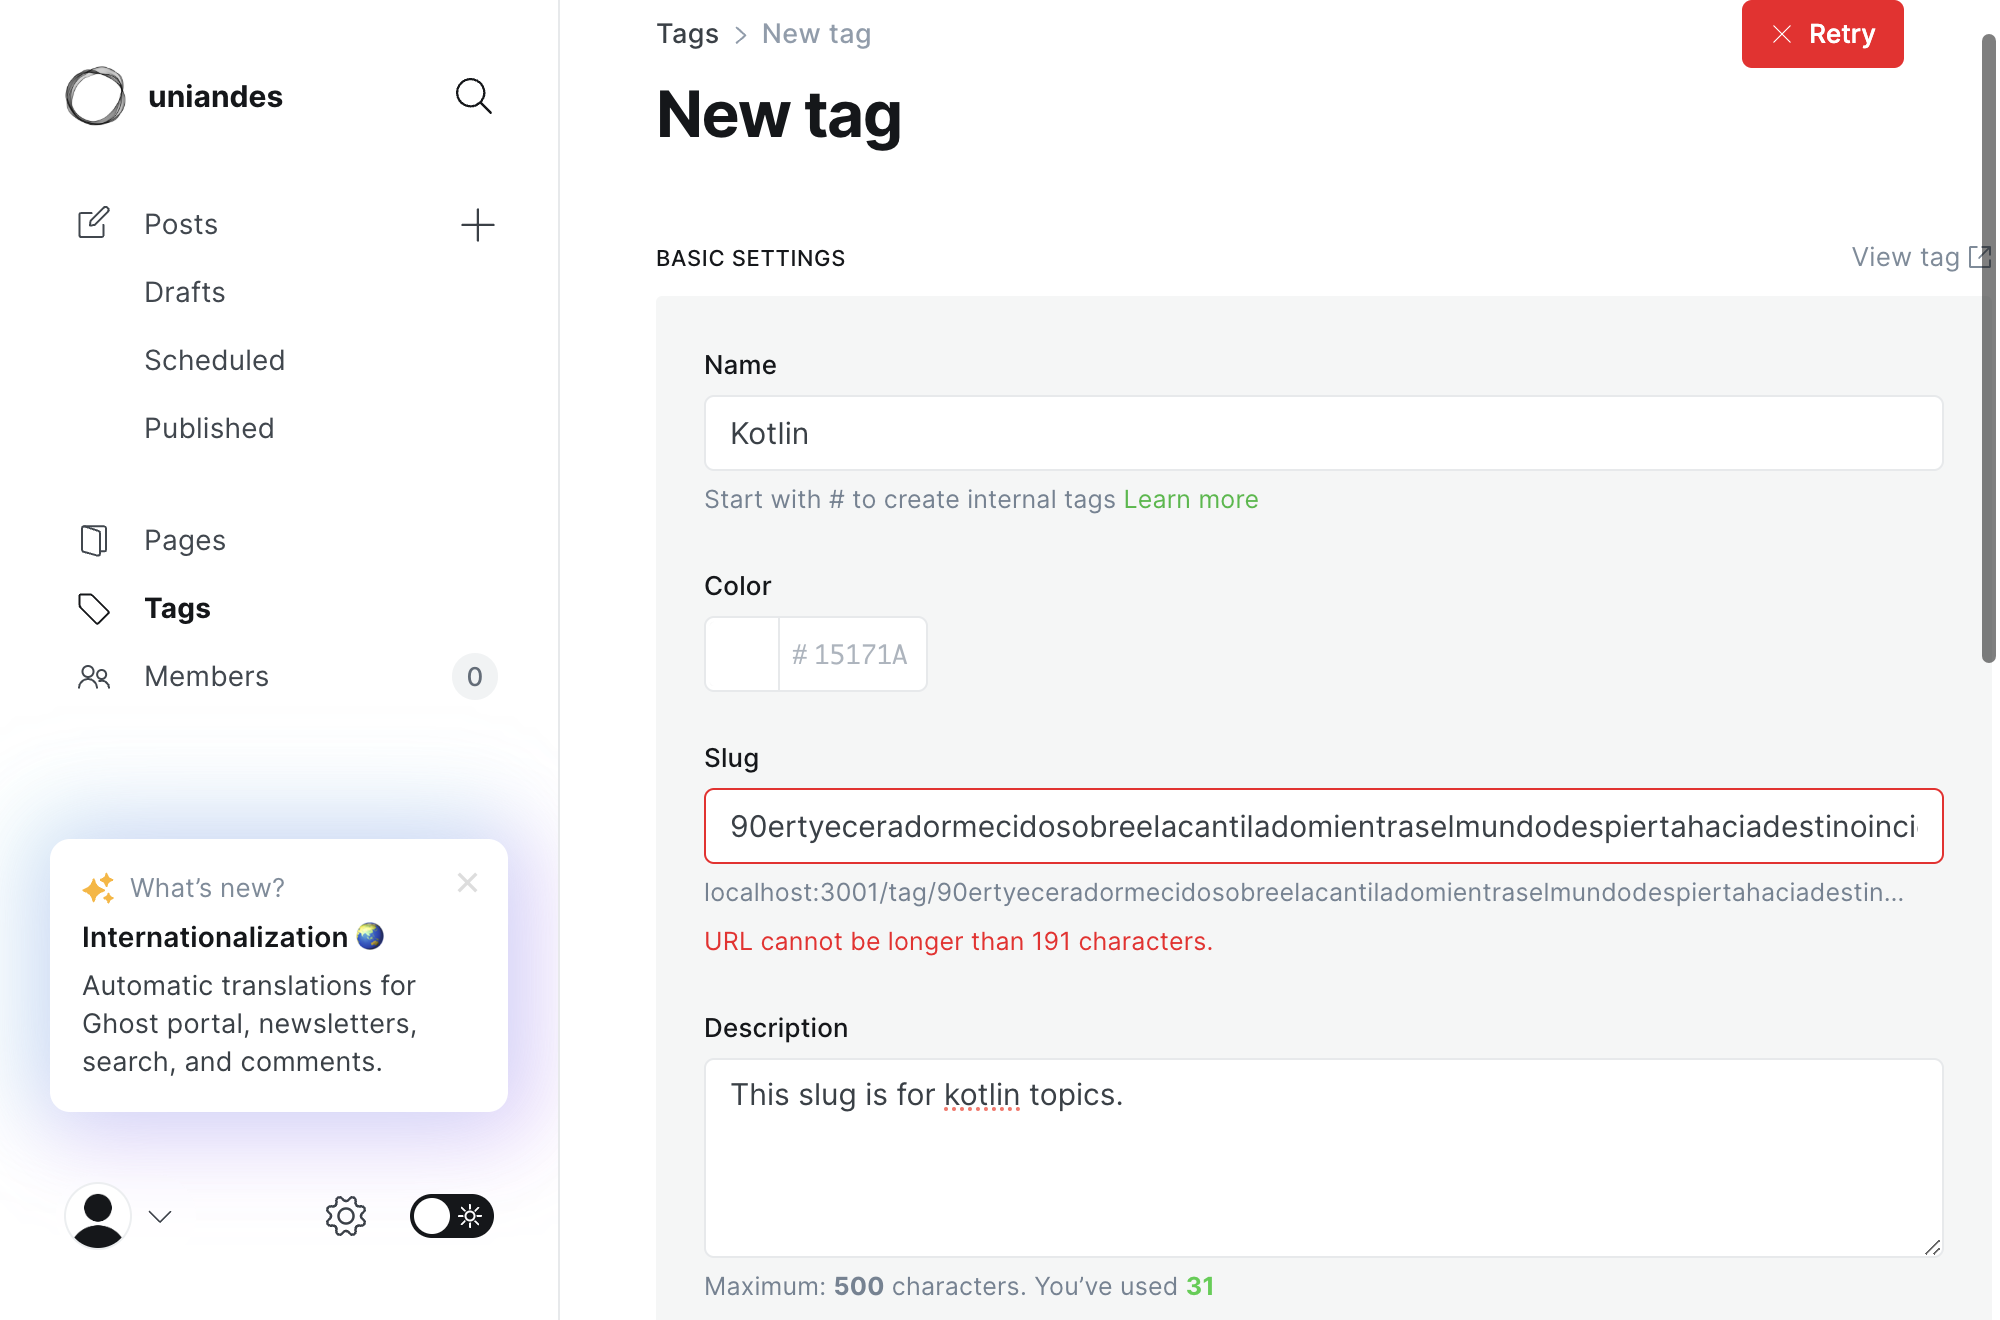 uniandes
Posts
Drafts
Scheduled
Published
Pages
Tags
Members
0
What's new?
Internationalization
Automatic translations for
Ghost portal, newsletters,
search, and comments.
Tags > New tag
Retry
New tag
BASIC SETTINGS
View tag
Name
Kotlin
Start with # to create internal tags Learn more
Color
# 15171A
Slug
90ertyeceradormecidosobreelacantiladomientraselmundodespiertahaciadestinoinci
localhost:3001/tag/90ertyeceradormecidosobreelacantiladomientraselmundodespiertahaciadestin...
URL cannot be longer than 191 characters.
Description
This slug is for kotlin topics.
Maximum: 500 characters. You’ve used 31